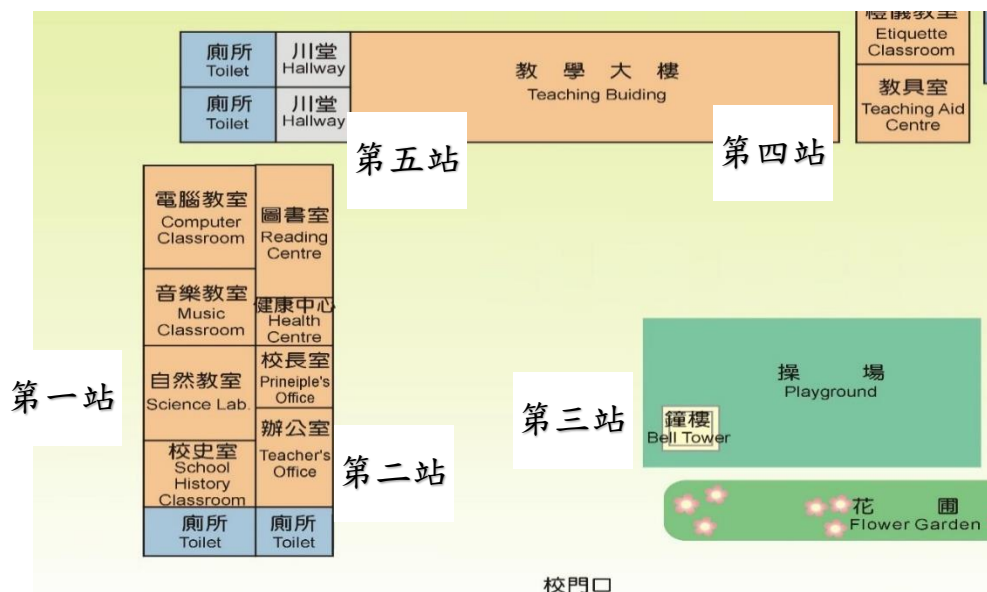 禮儀教室
Etiquette
Classroom
廁所
Toilet
川堂
Hallway
教學大樓
Teaching Buiding
廁所
Toilet
川堂
Hallway
教具室
Teaching Aid
Centre
第五站
第四站
電腦教室
Computer
Classroom
圖書室
Reading
Centre
音樂教室
Music
Classroom
健康中心
Health
Centre
第一站
自然教室
Science Lab.
校長室
Prineiple's
Office
第三站
操場
Playground
鐘樓
Bell Tower
校史室
School
History
Classroom
辦公室
Teacher's
Office
第二站
廁所
Toilet
廁所
Toilet
花圃
Flower Garden
校門口